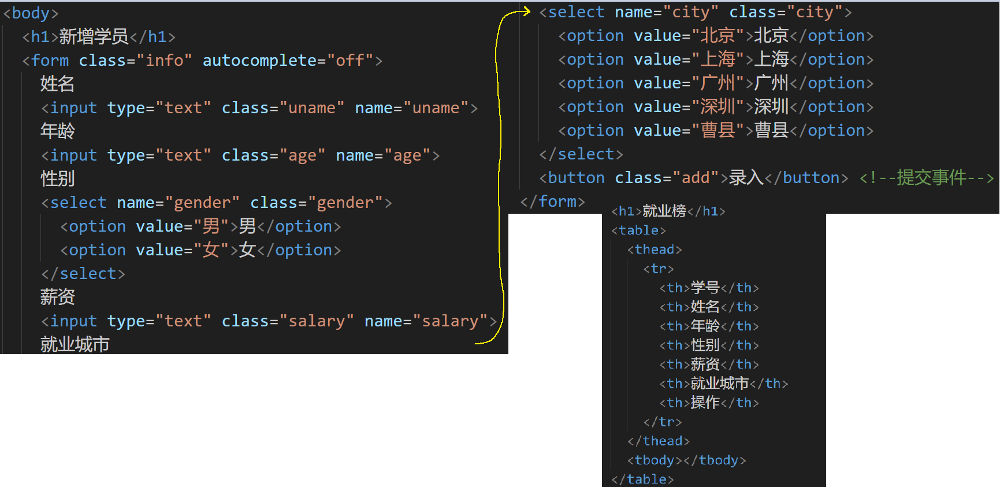 <body>
<h1>新增学员</h1>
<form class="info" autocomplete="off">
姓名
<input type="text" class="uname" name="uname">
年龄
<input type="text" class="age" name="age">
性别
<select name="gender" class="gender">
<option value="男">男</option>
<option value="女">女</option>
</select>
薪资
<input type="text" class="salary" name="salary">
就业城市
<select name="city" class="city">
<option value="北京">北京</option>
<option value="上海">上海</option>
<option value="广州">广州</option>
<option value="深圳">深圳</option>
<option value="曹县">曹县</option>
</select>
<button class="add">录入</button> <!--提交事件-->
</form>
<h1>就业榜</h1>
<table>
<thead>
<tr>
<th>学号</th>
<th>姓名</th>
<th>年龄</th>
<th>性别</th>
<th>薪资</th>
<th>就业城市</th>
<th>操作</th>
</tr>
</thead>
<tbody></tbody>
</table>